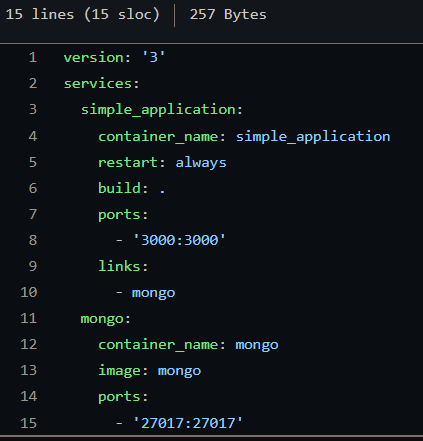 15 lines (15 sloc) 257 Bytes
1 version: '3'
2 services:
3   simple_application:
4     container_name: simple_application
5     restart: always
6     build: .
7     ports:
8       - '3000:3000'
9     links:
10       - mongo
11   mongo:
12     container_name: mongo
13     image: mongo
14     ports:
15       - '27017:27017'